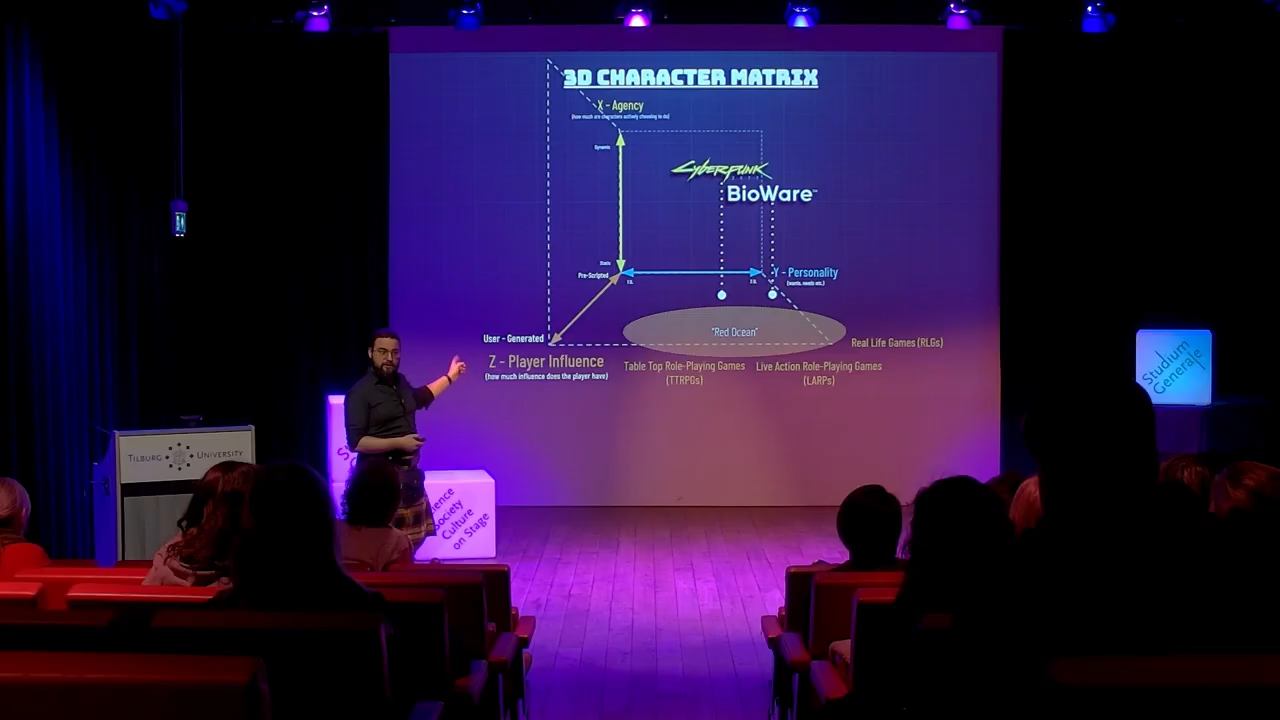 3D CHARACTER MATRIX
X - Agency
(how much are characters actively choosing to do)
Dynamic
CYBERPUNK
BioWare™
Static
Pre-Scripted
Y - Personality
(wants, needs etc.)
"Red Ocean"
User - Generated
Real Life Games (RLGs)
Z - Player Influence
(how much influence does the player have)
Table Top Role-Playing Games
(TTRPGs)
Live Action Role-Playing Games
(LARPs)
Studium
Generale
TILBURG UNIVERSITY
Society
Culture
on Stage